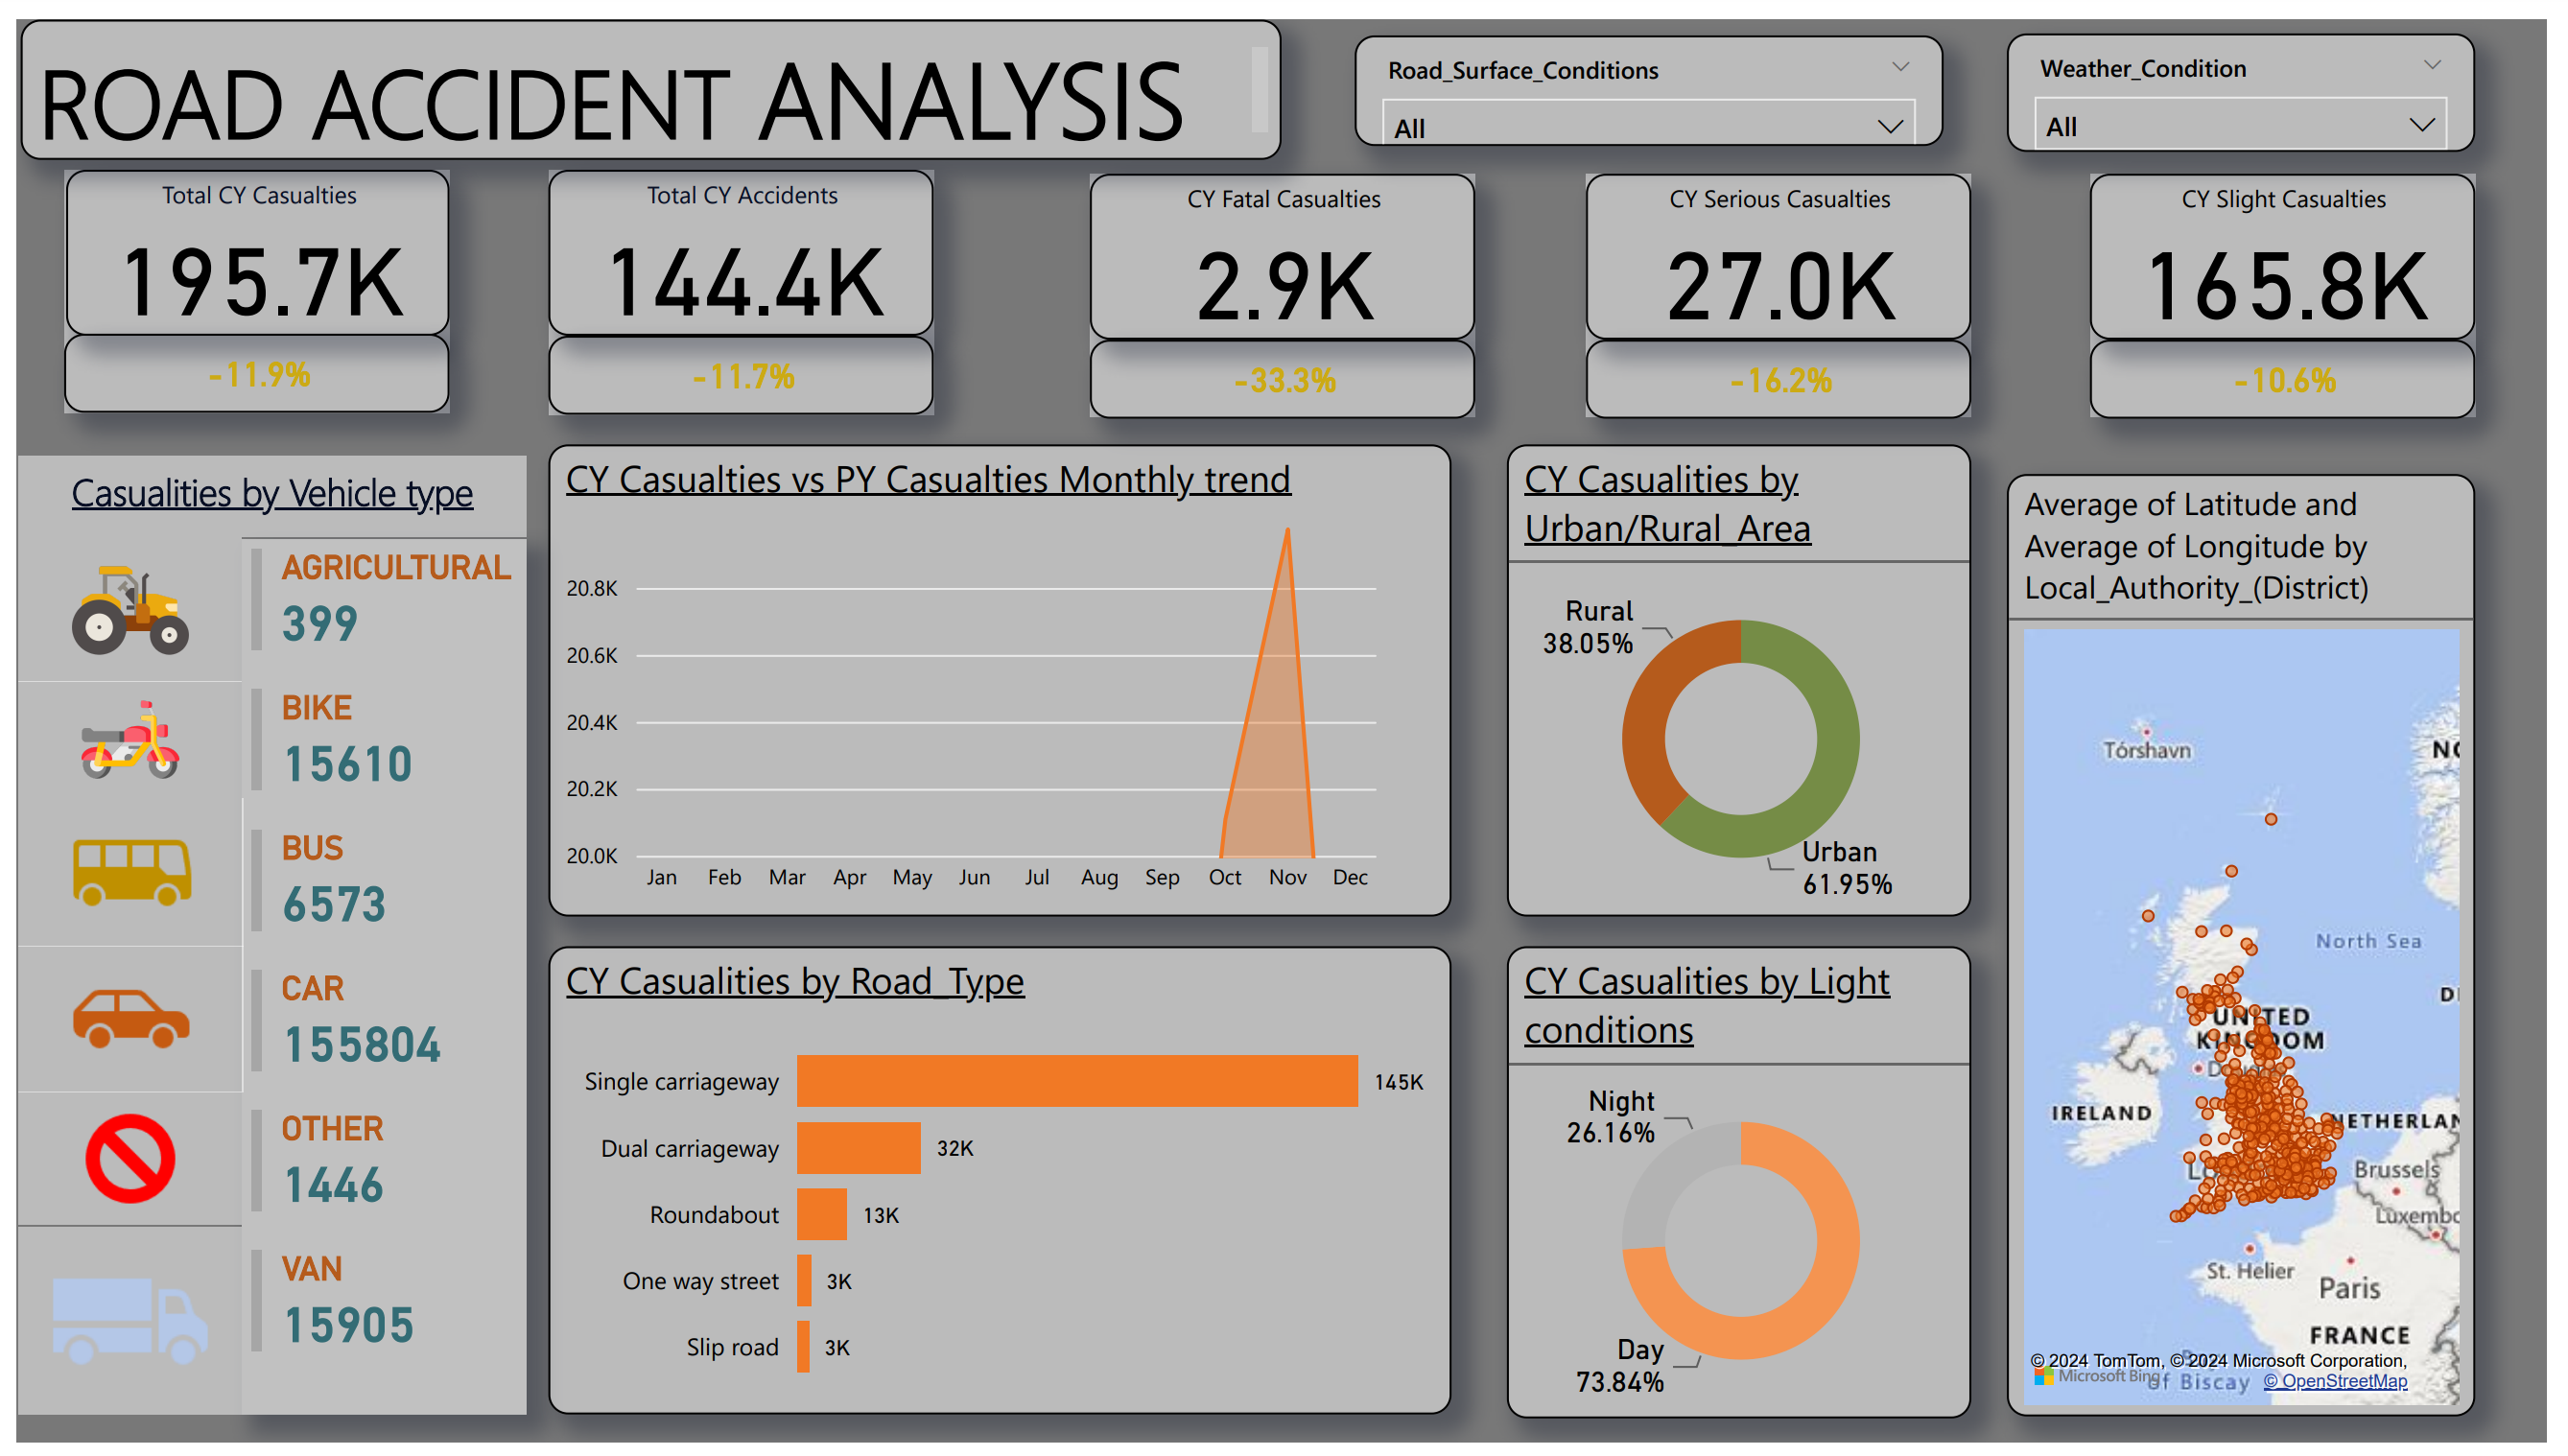 ROAD ACCIDENT ANALYSIS
Road_Surface_Conditions
All
Weather_Condition
All
Total CY Casualties
195.7K
-11.9%
Total CY Accidents
144.4K
-11.7%
CY Fatal Casualties
2.9K
-33.3%
CY Serious Casualties
27.0K
-16.2%
CY Slight Casualties
165.8K
-10.6%
Casualities by Vehicle type
AGRICULTURAL
399
BIKE
15610
BUS
6573
CAR
155804
OTHER
1446
VAN
15905
CY Casualties vs PY Casualties Monthly trend
20.8K
20.6K
20.4K
20.2K
20.0K
Jan Feb Mar Apr May Jun Jul Aug Sep Oct Nov Dec
CY Casualities by Road_Type
Single carriageway 145K
Dual carriageway 32K
Roundabout 13K
One way street 3K
Slip road 3K
CY Casualities by
Urban/Rural_Area
Rural
38.05%
Urban
61.95%
CY Casualities by Light
conditions
Night
26.16%
Day
73.84%
Average of Latitude and
Average of Longitude by
Local_Authority_(District)
Tórshavn
North Sea
UNITED
KINGDOM
IRELAND
NETHERLAN
Brussels
Luxembo
St. Helier
Paris
FRANCE
© 2024 TomTom, © 2024 Microsoft Corporation,
Microsoft Bing
of Biscay
© OpenStreetMap